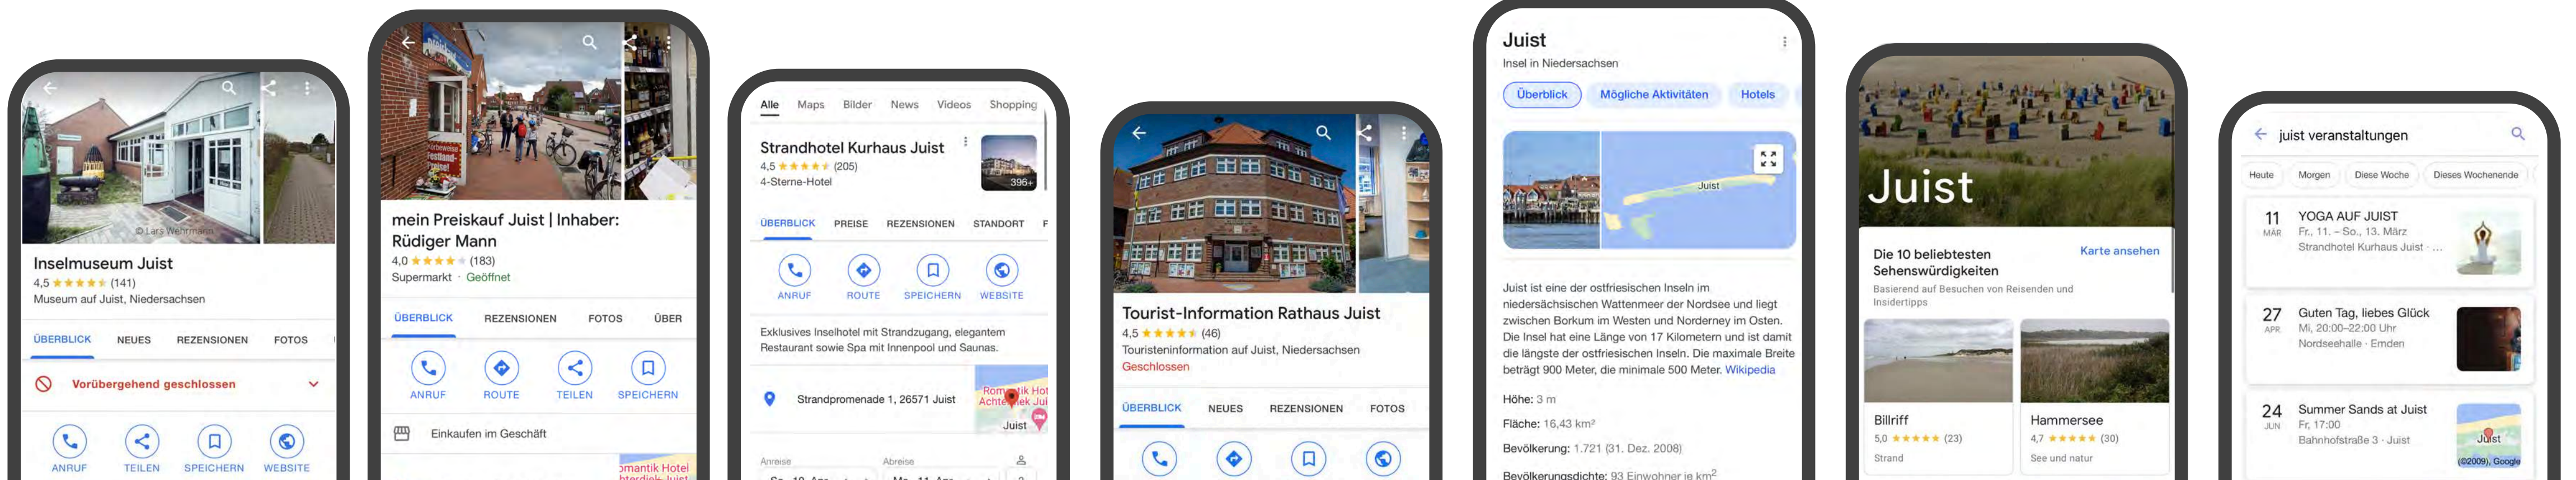 © Lars Wehrmann
Inselmuseum Juist
4,5 (141)
Museum auf Juist, Niedersachsen
ÜBERBLICK NEUES REZENSIONEN FOTOS
Vorübergehend geschlossen
ANRUF TEILEN SPEICHERN WEBSITE
mein Preiskauf Juist | Inhaber:
Rüdiger Mann
4,0 (183)
Supermarkt · Geöffnet
ÜBERBLICK REZENSIONEN FOTOS ÜBER
ANRUF ROUTE TEILEN SPEICHERN
Einkaufen im Geschäft
Alle Maps Bilder News Videos Shopping
Strandhotel Kurhaus Juist
4,5 (205)
4-Sterne-Hotel
396+
ÜBERBLICK PREISE REZENSIONEN STANDORT F
ANRUF ROUTE SPEICHERN WEBSITE
Exklusives Inselhotel mit Strandzugang, elegantem
Restaurant sowie Spa mit Innenpool und Saunas.
Strandpromenade 1, 26571 Juist
Juist
Anreise Abreise
Tourist-Information Rathaus Juist
4,5 (46)
Touristeninformation auf Juist, Niedersachsen
Geschlossen
ÜBERBLICK NEUES REZENSIONEN FOTOS
Juist
Insel in Niedersachsen
Überblick Mögliche Aktivitäten Hotels
Juist
Juist ist eine der ostfriesischen Inseln im
niedersächsischen Wattenmeer der Nordsee und liegt
zwischen Borkum im Westen und Norderney im Osten.
Die Insel hat eine Länge von 17 Kilometern und ist damit
die längste der ostfriesischen Inseln. Die maximale Breite
beträgt 900 Meter, die minimale 500 Meter. Wikipedia
Höhe: 3 m
Fläche: 16,43 km²
Bevölkerung: 1.721 (31. Dez. 2008)
Bevölkerungsdichte: 93 Einwohner je km²
Juist
Die 10 beliebtesten
Sehenswürdigkeiten
Karte ansehen
Basierend auf Besuchen von Reisenden und
Insidertipps
Billriff
5,0 (23)
Strand
Hammersee
4,7 (30)
See und natur
juist veranstaltungen
Heute Morgen Diese Woche Dieses Wochenende
11 MÄR
YOGA AUF JUIST
Fr., 11. – So., 13. März
Strandhotel Kurhaus Juist · ...
27 APR.
Guten Tag, liebes Glück
Mi, 20:00–22:00 Uhr
Nordseehalle · Emden
24 JUN
Summer Sands at Juist
Fr, 17:00
Bahnhofstraße 3 · Juist
Juist
(©2009), Google